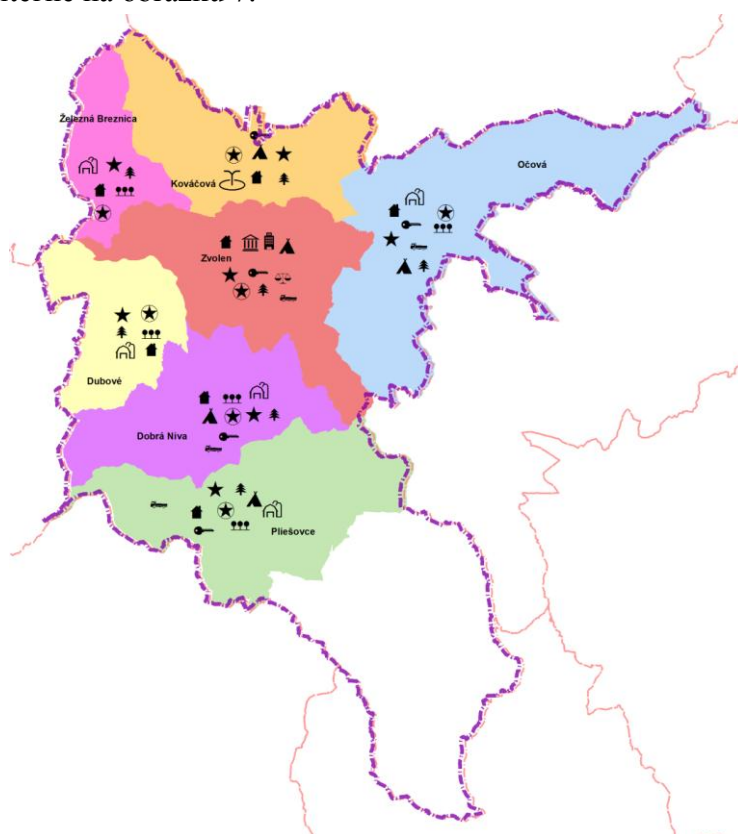 Železná Breznica
Kováčová
Očová
Zvolen
Dubové
Dobrá Niva
Pliešovce